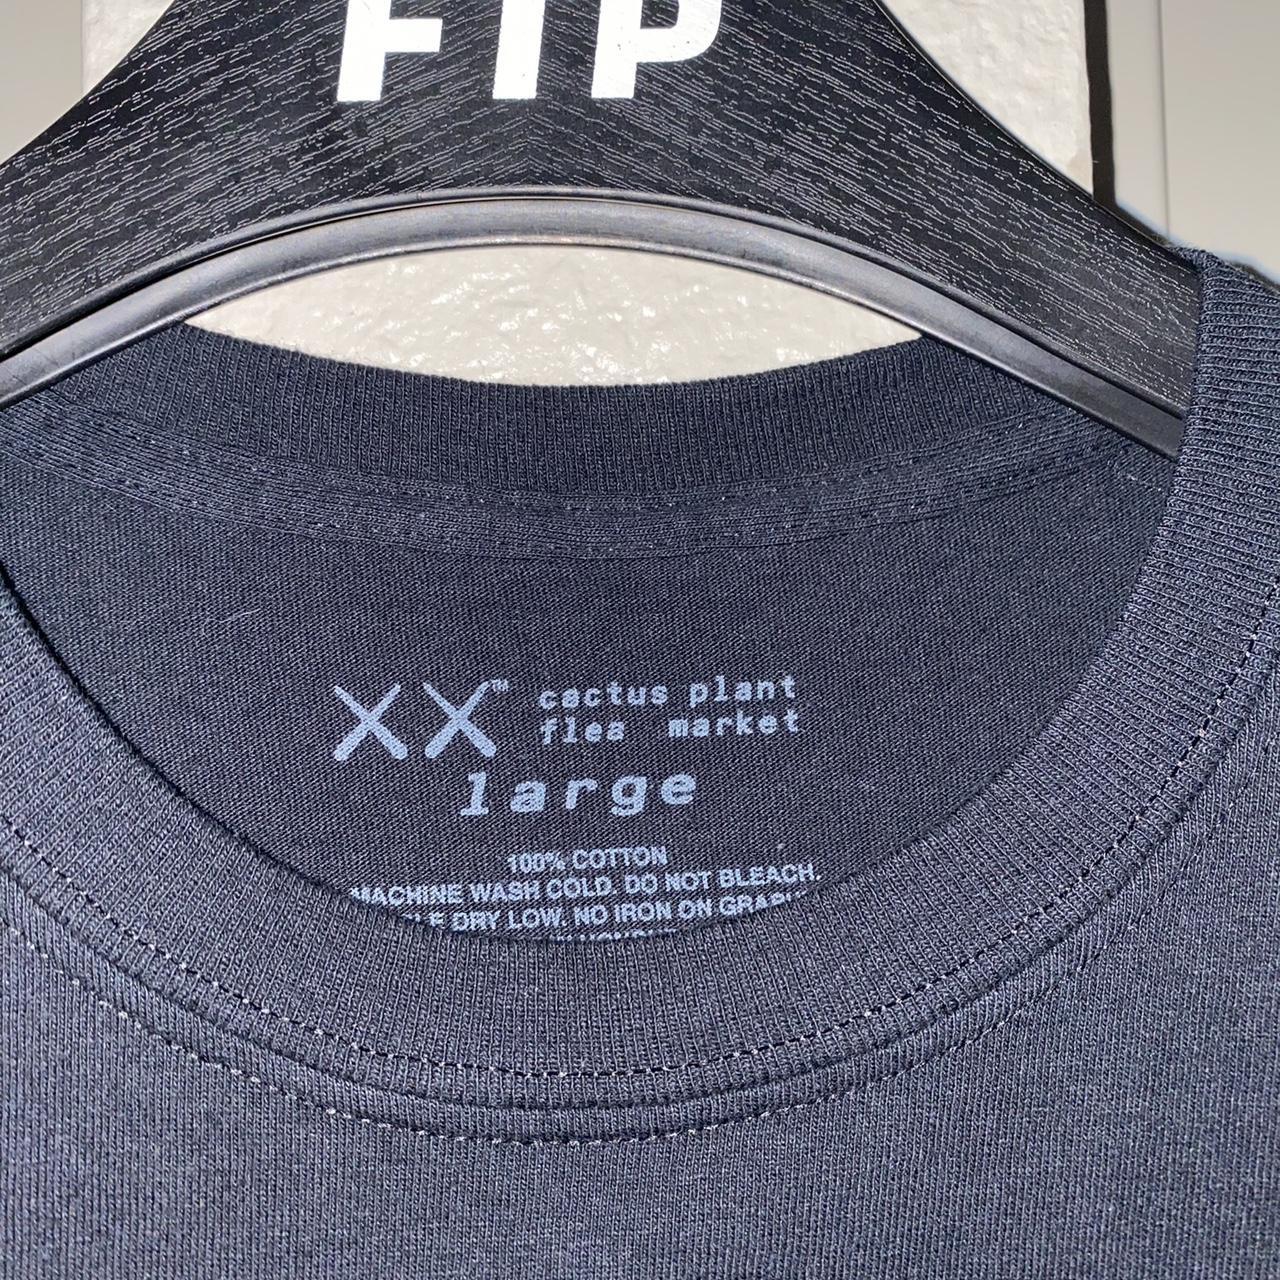 FTP
XX™ cactus plant
flea market
large
100% COTTON
MACHINE WASH COLD. DO NOT BLEACH.
DRY LOW. NO IRON ON